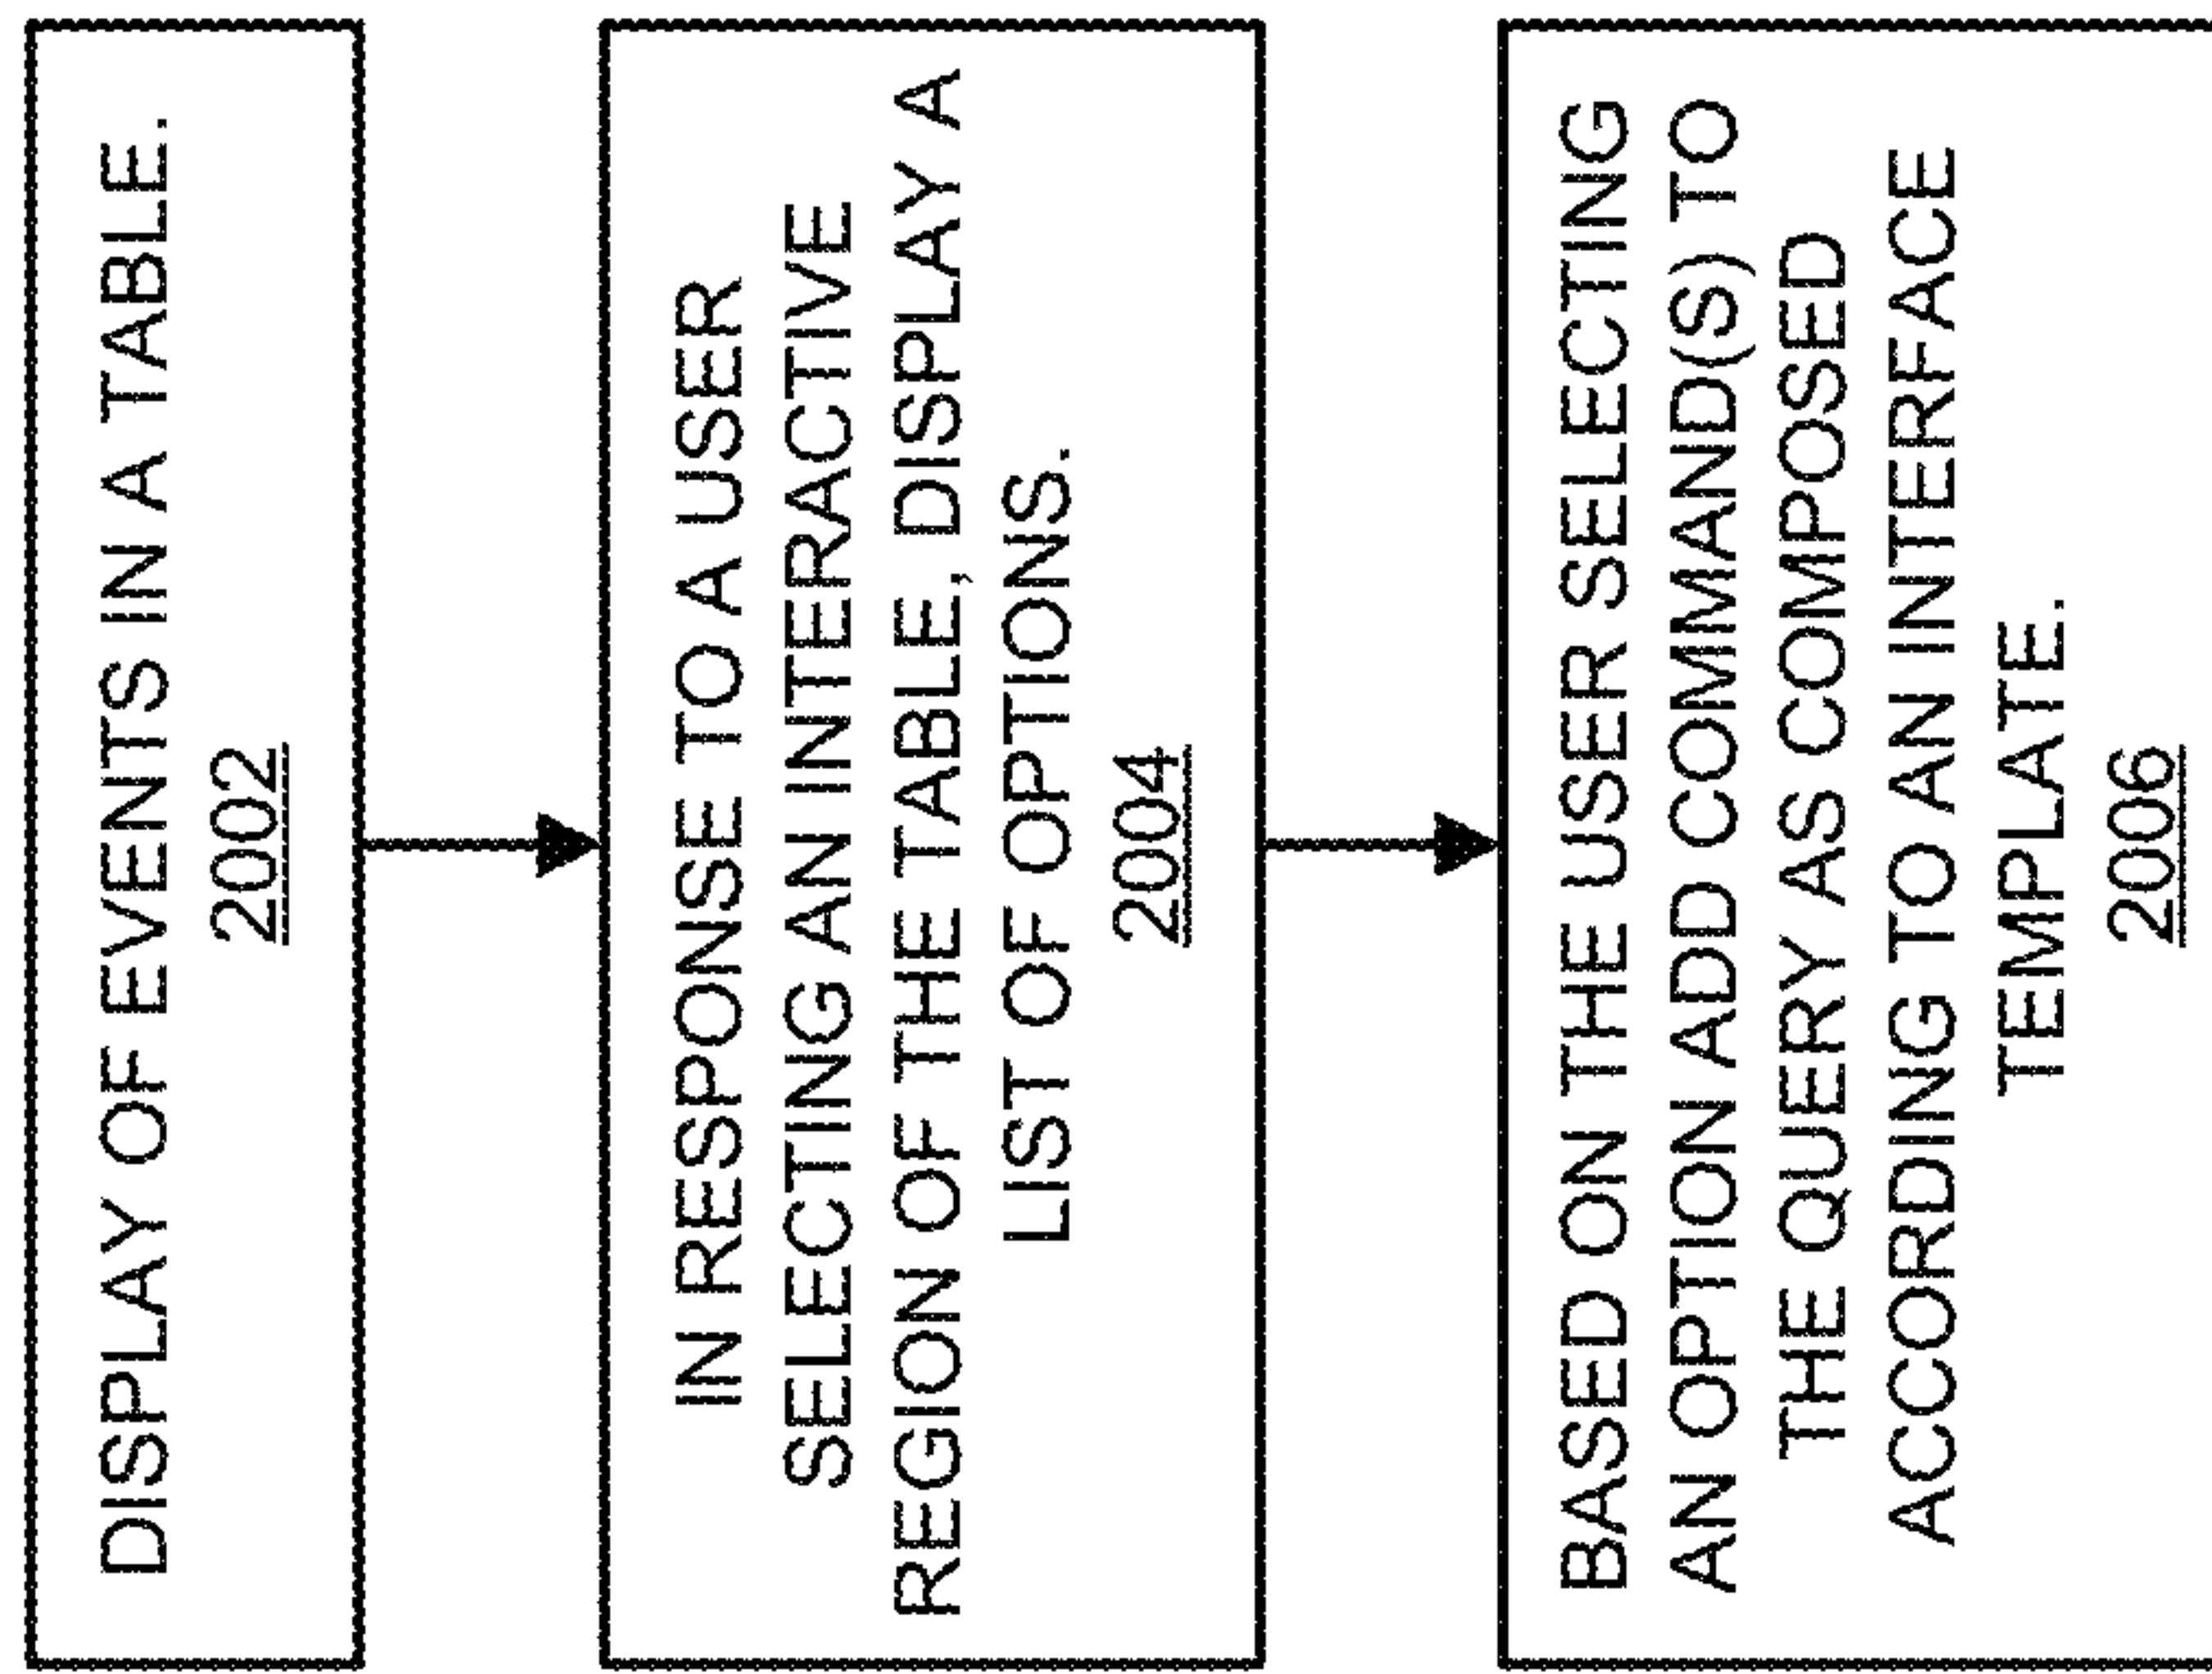 DISPLAY OF EVENTS IN A TABLE.
2002
IN RESPONSE TO A USER
SELECTING AN INTERACTIVE
REGION OF THE TABLE, DISPLAY A
LIST OF OPTIONS.
2004
BASED ON THE USER SELECTING
AN OPTION ADD COMMAND(S) TO
THE QUERY AS COMPOSED
ACCORDING TO AN INTERFACE
TEMPLATE.
2006